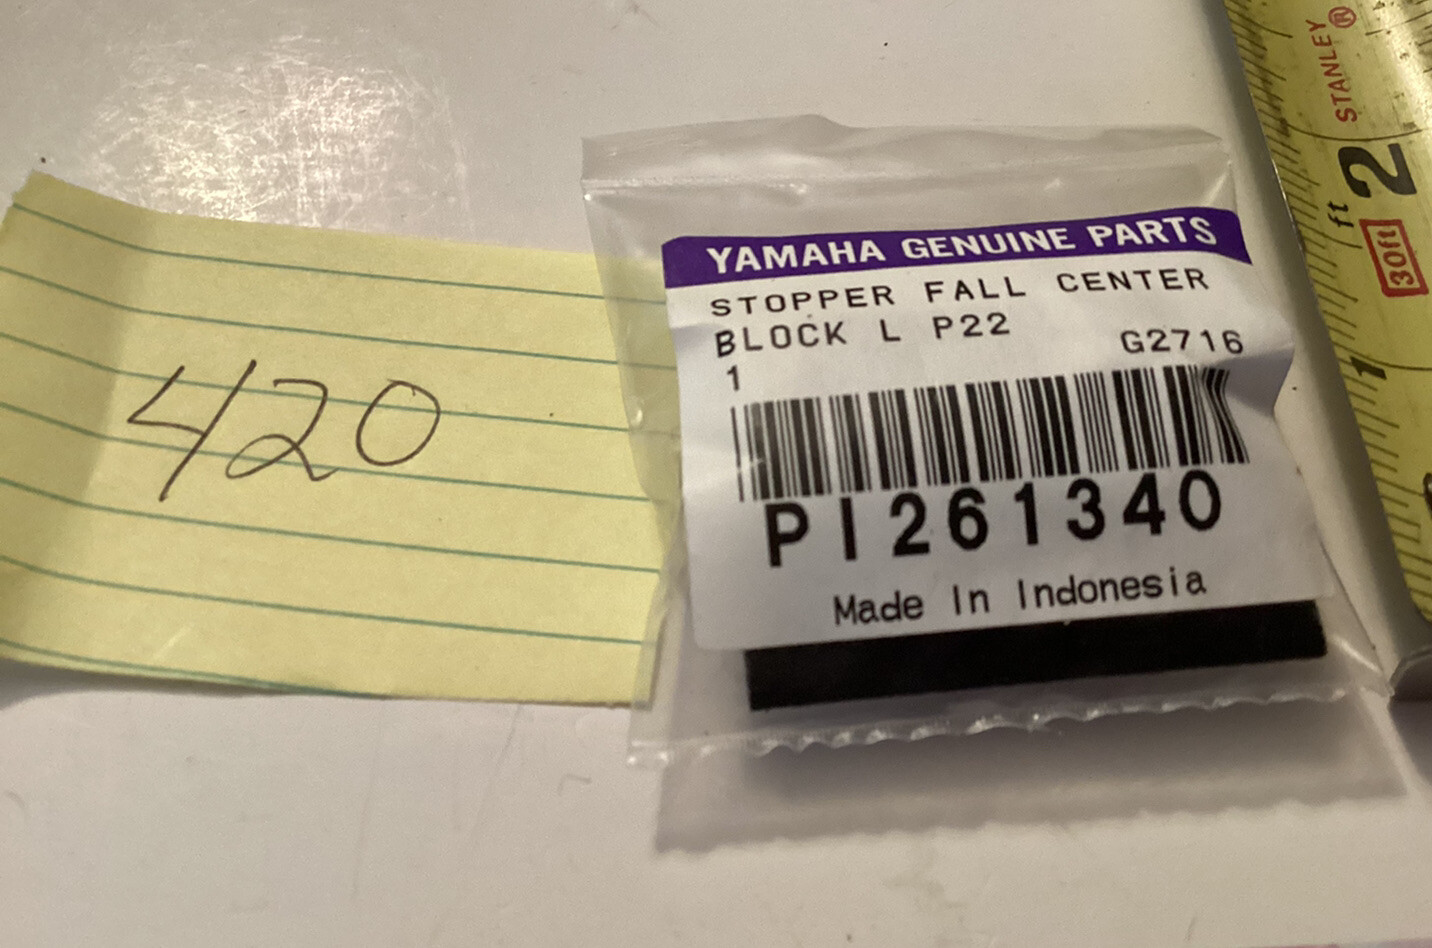 420
YAMAHA GENUINE PARTS
STOPPER FALL CENTER
BLOCK L P22
G2716
1
PI261340
Made In Indonesia
STANLEY®
2
ft
30ft
1